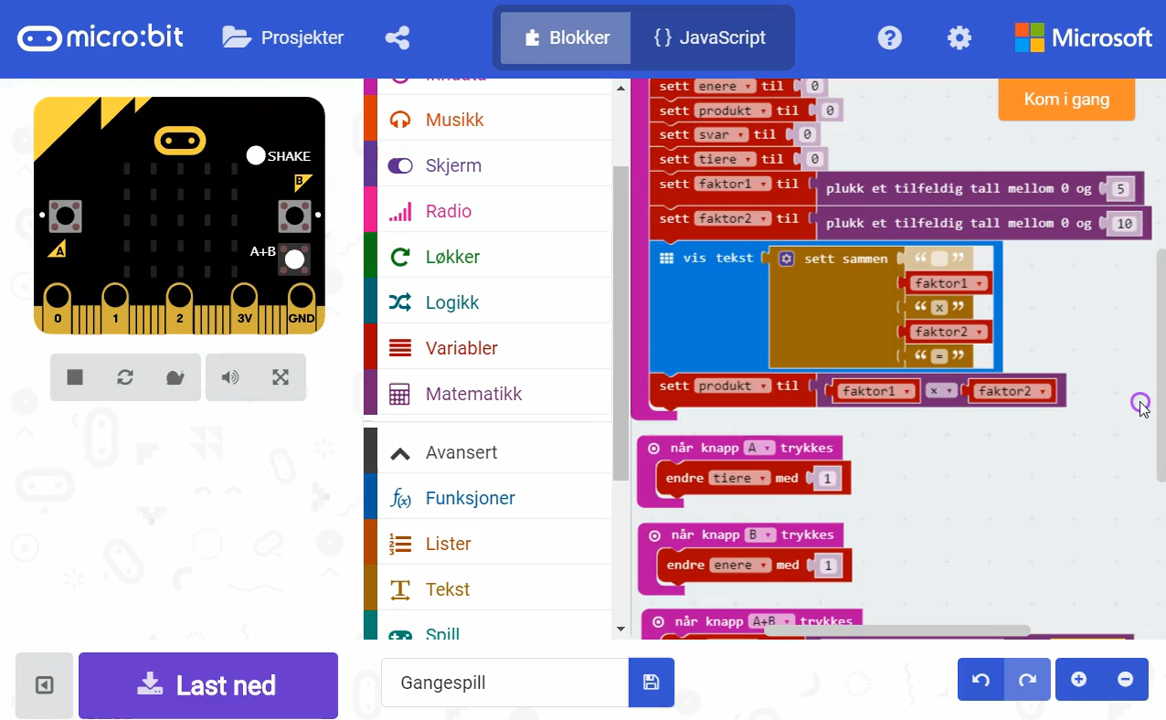 micro:bit
Prosjekter
Blokker
{ } JavaScript
Microsoft
SHAKE
B
A
A+B
0 1 2 3V GND
Musikk
Skjerm
Radio
Løkker
Logikk
Variabler
Matematikk
Avansert
f(x) Funksjoner
Lister
Tekst
Spill
Kom i gang
sett enere til 0
sett produkt til 0
sett svar til 0
sett tiere til 0
sett faktor1 til plukk et tilfeldig tall mellom 0 og 5
sett faktor2 til plukk et tilfeldig tall mellom 0 og 10
vis tekst sett sammen “ ”
faktor1
“ x ”
faktor2
“ = ”
sett produkt til faktor1 × faktor2
når knapp A trykkes
endre tiere med 1
når knapp B trykkes
endre enere med 1
når knapp A+B trykkes
Last ned
Gangespill